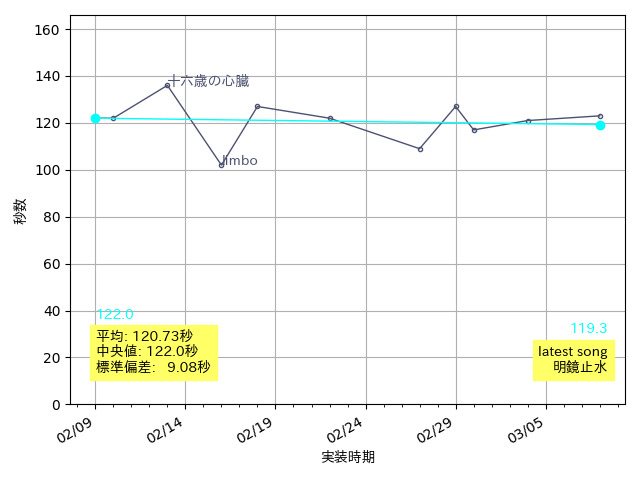 160
140
120
100
80
60
40
20
0
秒数
十六歳の心臓
Jimbo
122.0
平均: 120.73秒
中央値: 122.0秒
標準偏差: 9.08秒
119.3
latest song
明鏡止水
02/09
02/14
02/19
02/24
02/29
03/05
実装時期